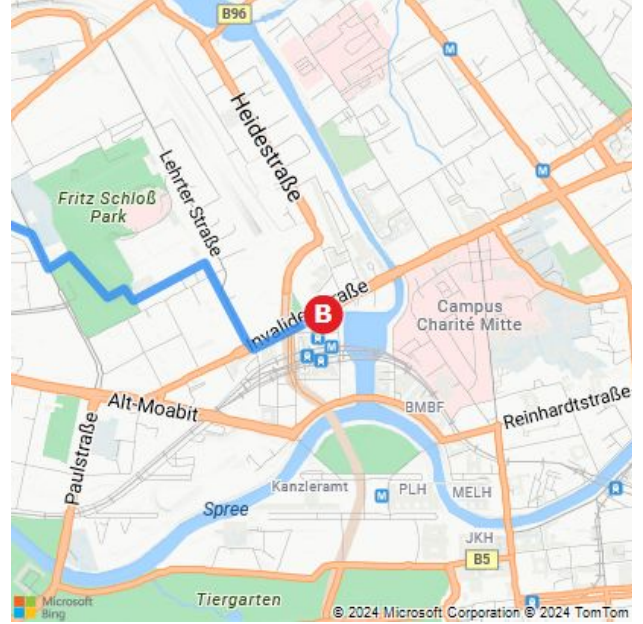 B96
M
Heidestraße
Lehrter Straße
M
Fritz Schloß
Park
Invalidenstraße
B
Campus
Charité Mitte
M
Alt-Moabit
BMBF
Reinhardtstraße
Paulstraße
Kanzleramt
PLH
MELH
M
Spree
JKH
B5
Tiergarten
Microsoft
Bing
© 2024 Microsoft Corporation © 2024 TomTom